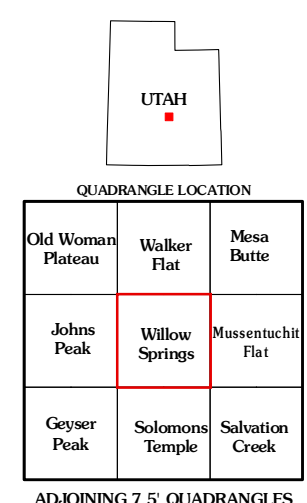 UTAH
QUADRANGLE LOCATION
Old Woman
Plateau
Walker
Flat
Mesa
Butte
Johns
Peak
Willow
Springs
Mussentuchit
Flat
Geyser
Peak
Solomons
Temple
Salvation
Creek
ADJOINING 7.5' QUADRANGLES